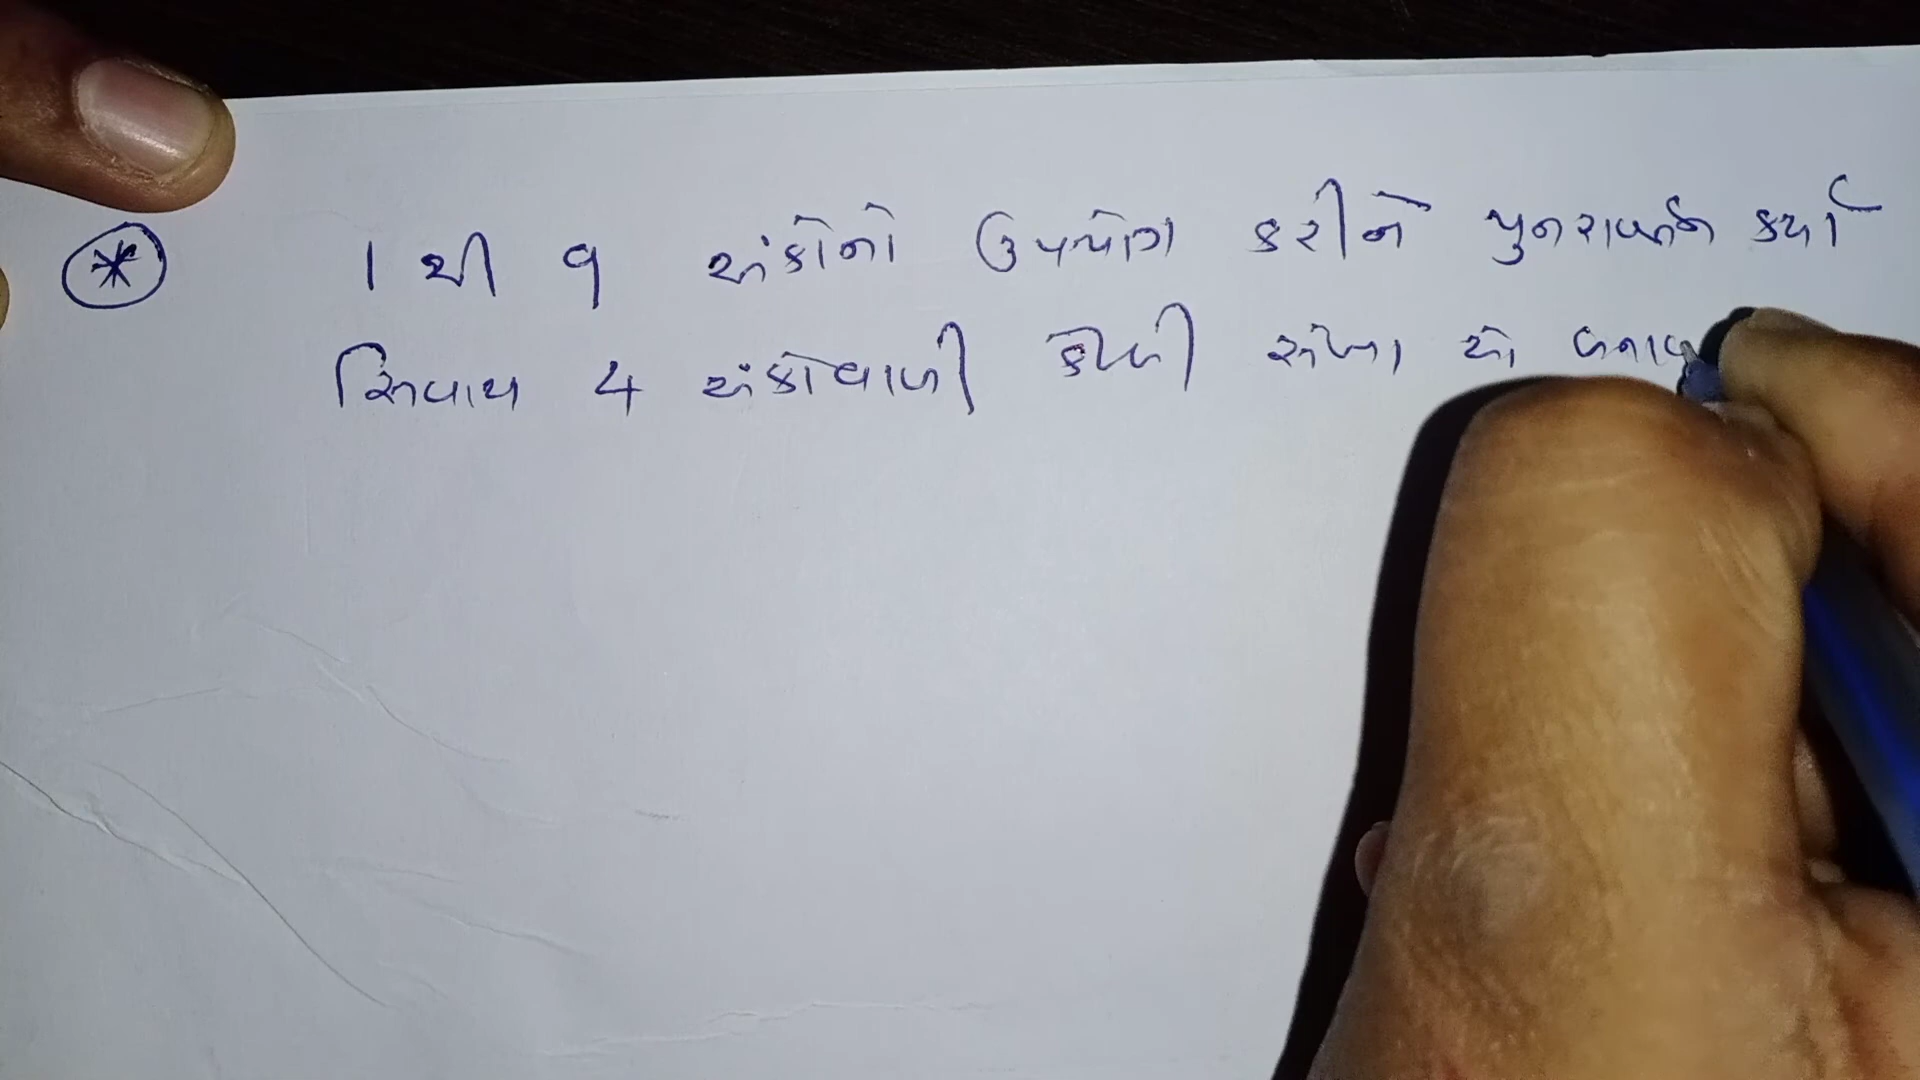 * 1 થી 9 અંકોનો ઉપયોગ કરીને પુનરાવર્તન કર્યા
સિવાય 4 અંકોવાળી કેટલી સંખ્યા ઓ બનાવ